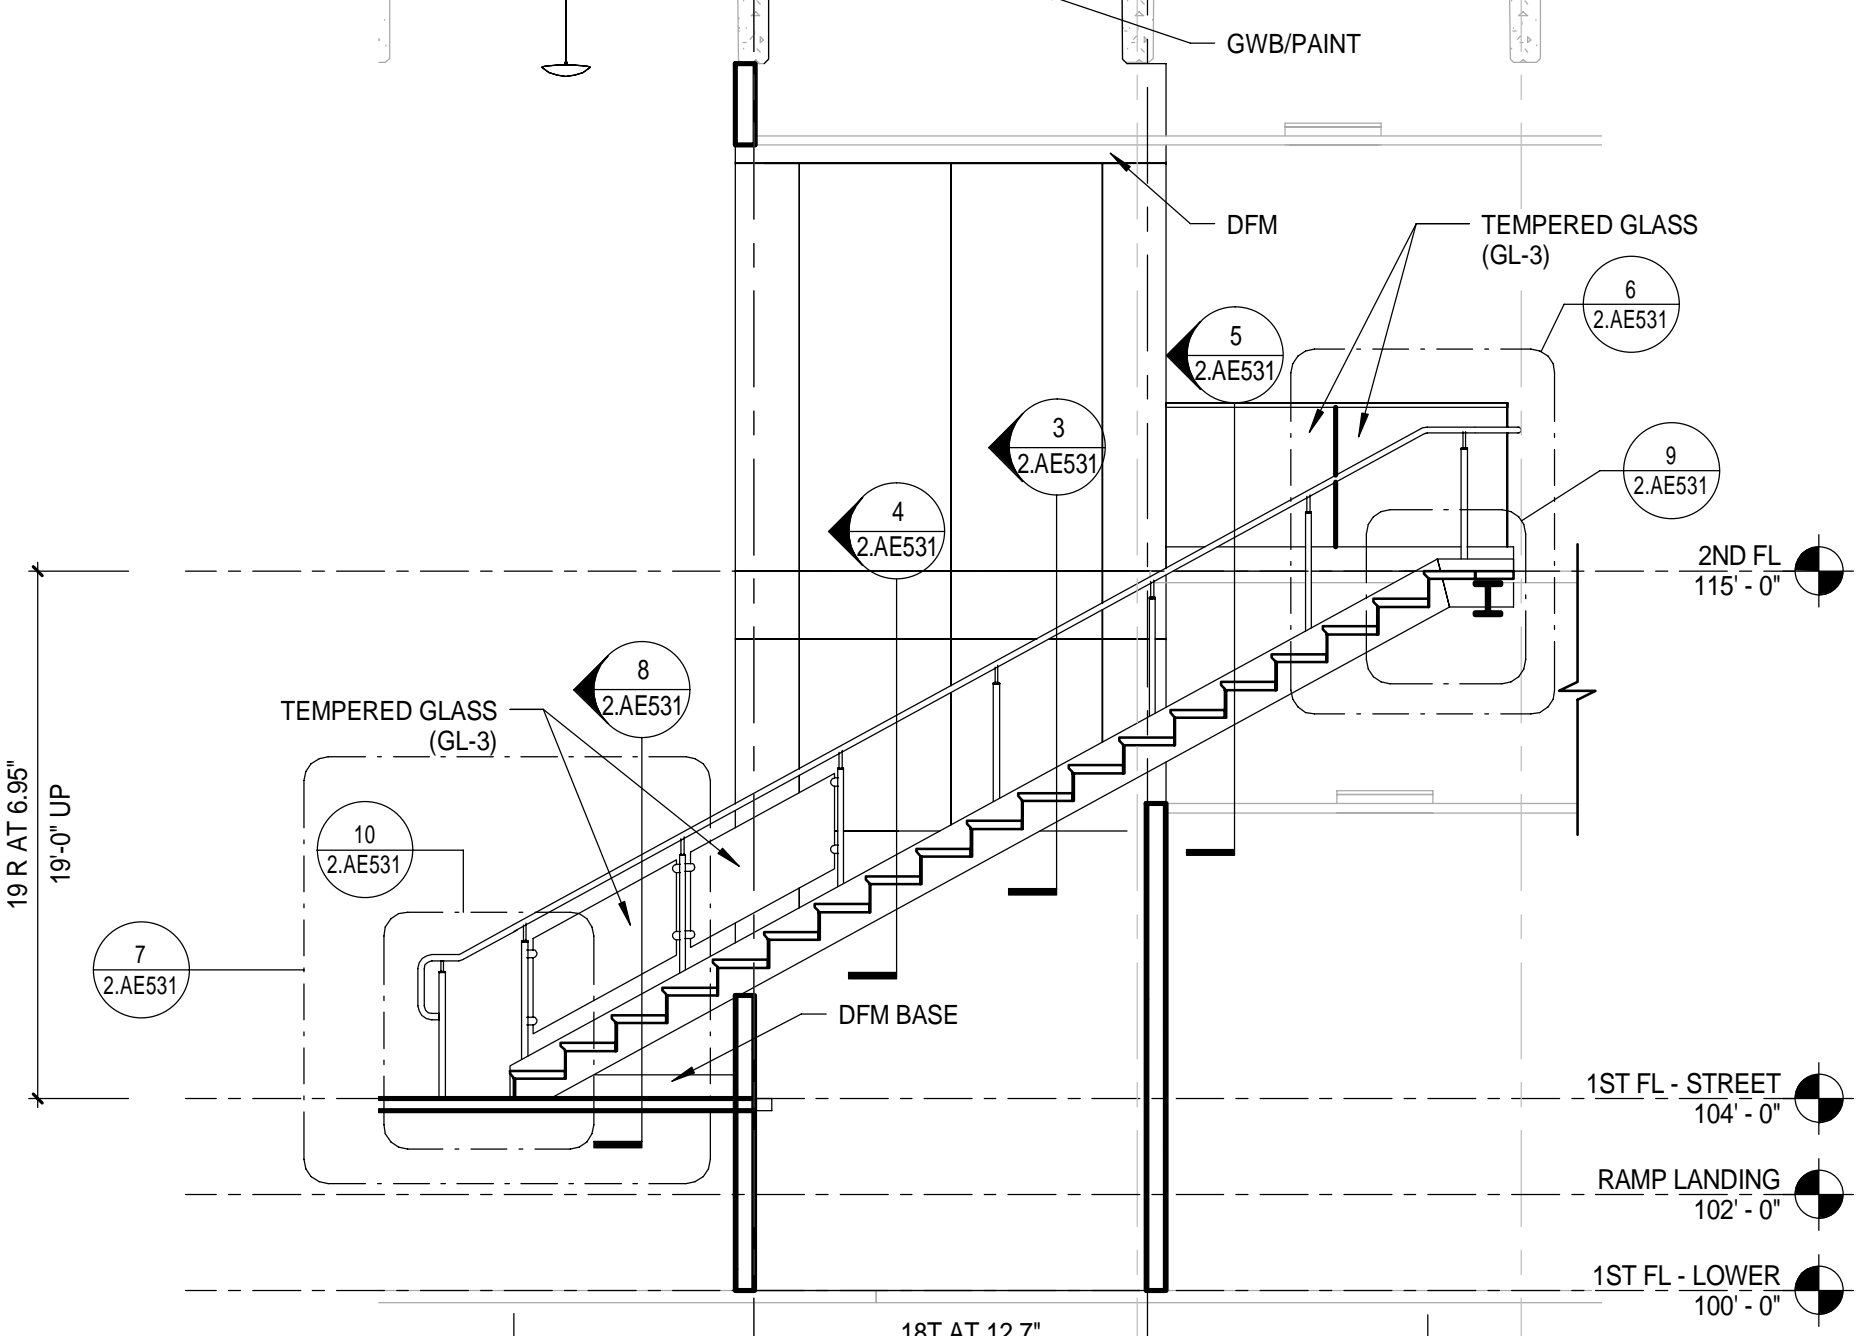 GWB/PAINT
DFM
TEMPERED GLASS
(GL-3)
6
2.AE531
5
2.AE531
3
2.AE531
9
2.AE531
4
2.AE531
2ND FL
115' - 0"
8
2.AE531
TEMPERED GLASS
(GL-3)
19 R AT 6.95"
19'-0" UP
10
2.AE531
7
2.AE531
DFM BASE
1ST FL - STREET
104' - 0"
RAMP LANDING
102' - 0"
1ST FL - LOWER
100' - 0"
18T AT 12.7"